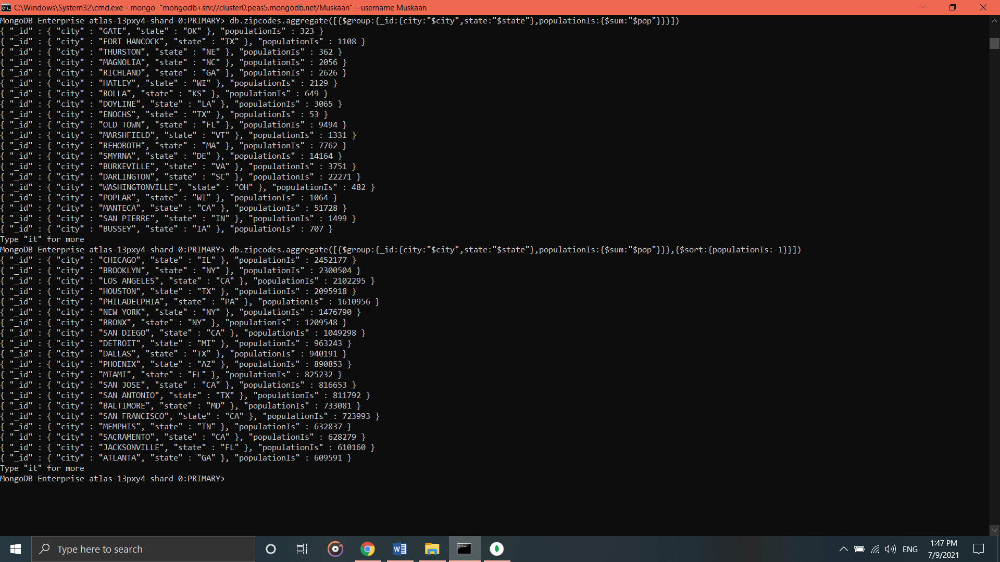 C:\Windows\System32\cmd.exe - mongo  "mongodb+srv://cluster0.peas5.mongodb.net/Muskaan" --username Muskaan
MongoDB Enterprise atlas-13pxy4-shard-0:PRIMARY> db.zipcodes.aggregate([{$group:{_id:{city:"$city",state:"$state"},populationIs:{$sum:"$pop"}}}])
{ "_id" : { "city" : "GATE", "state" : "OK" }, "populationIs" : 323 }
{ "_id" : { "city" : "FORT HANCOCK", "state" : "TX" }, "populationIs" : 1108 }
{ "_id" : { "city" : "THURSTON", "state" : "NE" }, "populationIs" : 362 }
{ "_id" : { "city" : "MAGNOLIA", "state" : "NC" }, "populationIs" : 2056 }
{ "_id" : { "city" : "RICHLAND", "state" : "GA" }, "populationIs" : 2626 }
{ "_id" : { "city" : "HATLEY", "state" : "WI" }, "populationIs" : 2129 }
{ "_id" : { "city" : "ROLLA", "state" : "KS" }, "populationIs" : 649 }
{ "_id" : { "city" : "DOYLINE", "state" : "LA" }, "populationIs" : 3065 }
{ "_id" : { "city" : "ENOCHS", "state" : "TX" }, "populationIs" : 53 }
{ "_id" : { "city" : "OLD TOWN", "state" : "FL" }, "populationIs" : 9494 }
{ "_id" : { "city" : "MARSHFIELD", "state" : "VT" }, "populationIs" : 1331 }
{ "_id" : { "city" : "REHOBOTH", "state" : "MA" }, "populationIs" : 7762 }
{ "_id" : { "city" : "SMYRNA", "state" : "DE" }, "populationIs" : 14164 }
{ "_id" : { "city" : "BURKEVILLE", "state" : "VA" }, "populationIs" : 3751 }
{ "_id" : { "city" : "DARLINGTON", "state" : "SC" }, "populationIs" : 22271 }
{ "_id" : { "city" : "WASHINGTONVILLE", "state" : "OH" }, "populationIs" : 482 }
{ "_id" : { "city" : "POPLAR", "state" : "WI" }, "populationIs" : 1064 }
{ "_id" : { "city" : "MANTECA", "state" : "CA" }, "populationIs" : 51728 }
{ "_id" : { "city" : "SAN PIERRE", "state" : "IN" }, "populationIs" : 1499 }
{ "_id" : { "city" : "BUSSEY", "state" : "IA" }, "populationIs" : 707 }
Type "it" for more
MongoDB Enterprise atlas-13pxy4-shard-0:PRIMARY> db.zipcodes.aggregate([{$group:{_id:{city:"$city",state:"$state"},populationIs:{$sum:"$pop"}}},{$sort:{populationIs:-1}}])
{ "_id" : { "city" : "CHICAGO", "state" : "IL" }, "populationIs" : 2452177 }
{ "_id" : { "city" : "BROOKLYN", "state" : "NY" }, "populationIs" : 2300504 }
{ "_id" : { "city" : "LOS ANGELES", "state" : "CA" }, "populationIs" : 2102295 }
{ "_id" : { "city" : "HOUSTON", "state" : "TX" }, "populationIs" : 2095918 }
{ "_id" : { "city" : "PHILADELPHIA", "state" : "PA" }, "populationIs" : 1610956 }
{ "_id" : { "city" : "NEW YORK", "state" : "NY" }, "populationIs" : 1476790 }
{ "_id" : { "city" : "BRONX", "state" : "NY" }, "populationIs" : 1209548 }
{ "_id" : { "city" : "SAN DIEGO", "state" : "CA" }, "populationIs" : 1049298 }
{ "_id" : { "city" : "DETROIT", "state" : "MI" }, "populationIs" : 963243 }
{ "_id" : { "city" : "DALLAS", "state" : "TX" }, "populationIs" : 940191 }
{ "_id" : { "city" : "PHOENIX", "state" : "AZ" }, "populationIs" : 890853 }
{ "_id" : { "city" : "MIAMI", "state" : "FL" }, "populationIs" : 825232 }
{ "_id" : { "city" : "SAN JOSE", "state" : "CA" }, "populationIs" : 816653 }
{ "_id" : { "city" : "SAN ANTONIO", "state" : "TX" }, "populationIs" : 811792 }
{ "_id" : { "city" : "BALTIMORE", "state" : "MD" }, "populationIs" : 733081 }
{ "_id" : { "city" : "SAN FRANCISCO", "state" : "CA" }, "populationIs" : 723993 }
{ "_id" : { "city" : "MEMPHIS", "state" : "TN" }, "populationIs" : 632837 }
{ "_id" : { "city" : "SACRAMENTO", "state" : "CA" }, "populationIs" : 628279 }
{ "_id" : { "city" : "JACKSONVILLE", "state" : "FL" }, "populationIs" : 610160 }
{ "_id" : { "city" : "ATLANTA", "state" : "GA" }, "populationIs" : 609591 }
Type "it" for more
MongoDB Enterprise atlas-13pxy4-shard-0:PRIMARY>
Type here to search
ENG
1:47 PM
7/9/2021